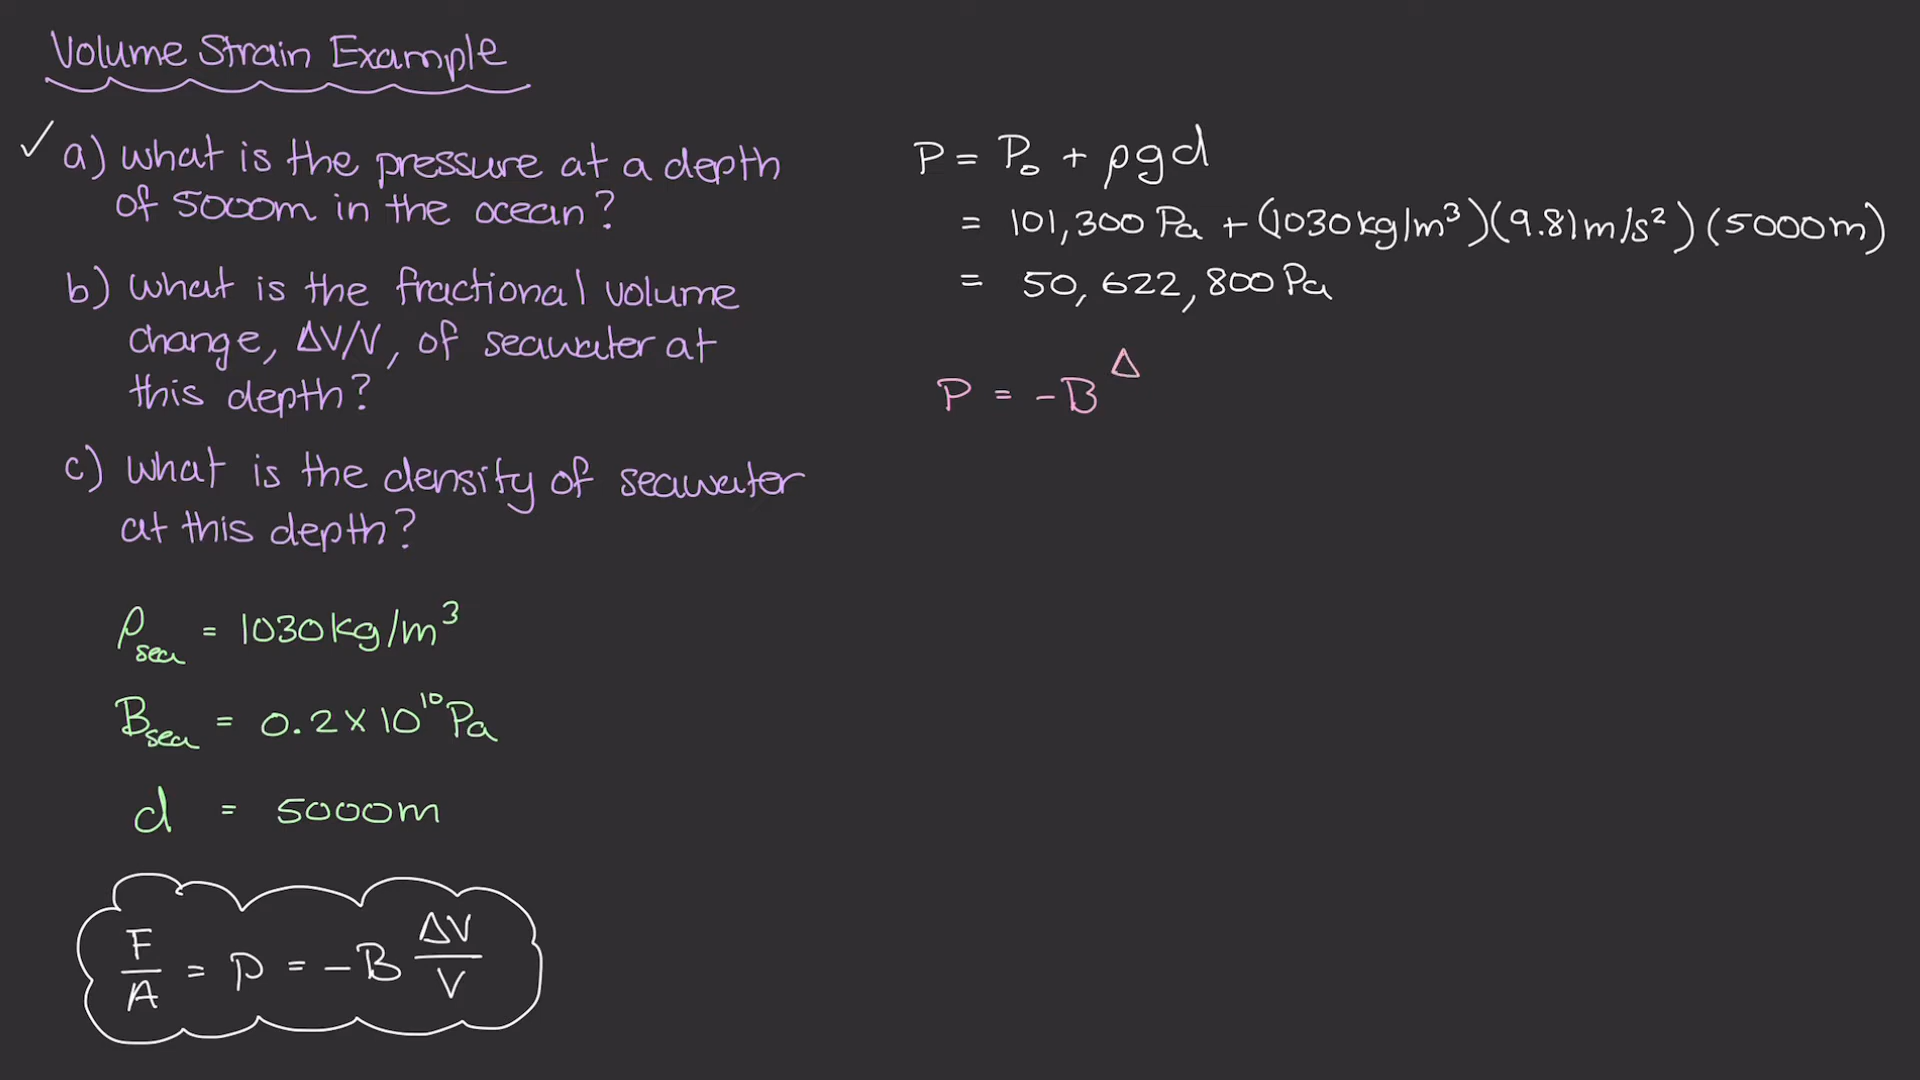 Volume Strain Example
✓ a) what is the pressure at a depth
of 5000m in the ocean?
b) what is the fractional volume
change, ΔV/V, of seawater at
this depth?
c) what is the density of seawater
at this depth?
ρ_sea = 1030kg/m³
B_sea = 0.2 x 10¹⁰ Pa
d = 5000m
F/A = P = -B ΔV/V
P = P₀ + ρgd
= 101,300 Pa + (1030kg/m³)(9.81m/s²)(5000m)
= 50,622,800 Pa
P = -B Δ